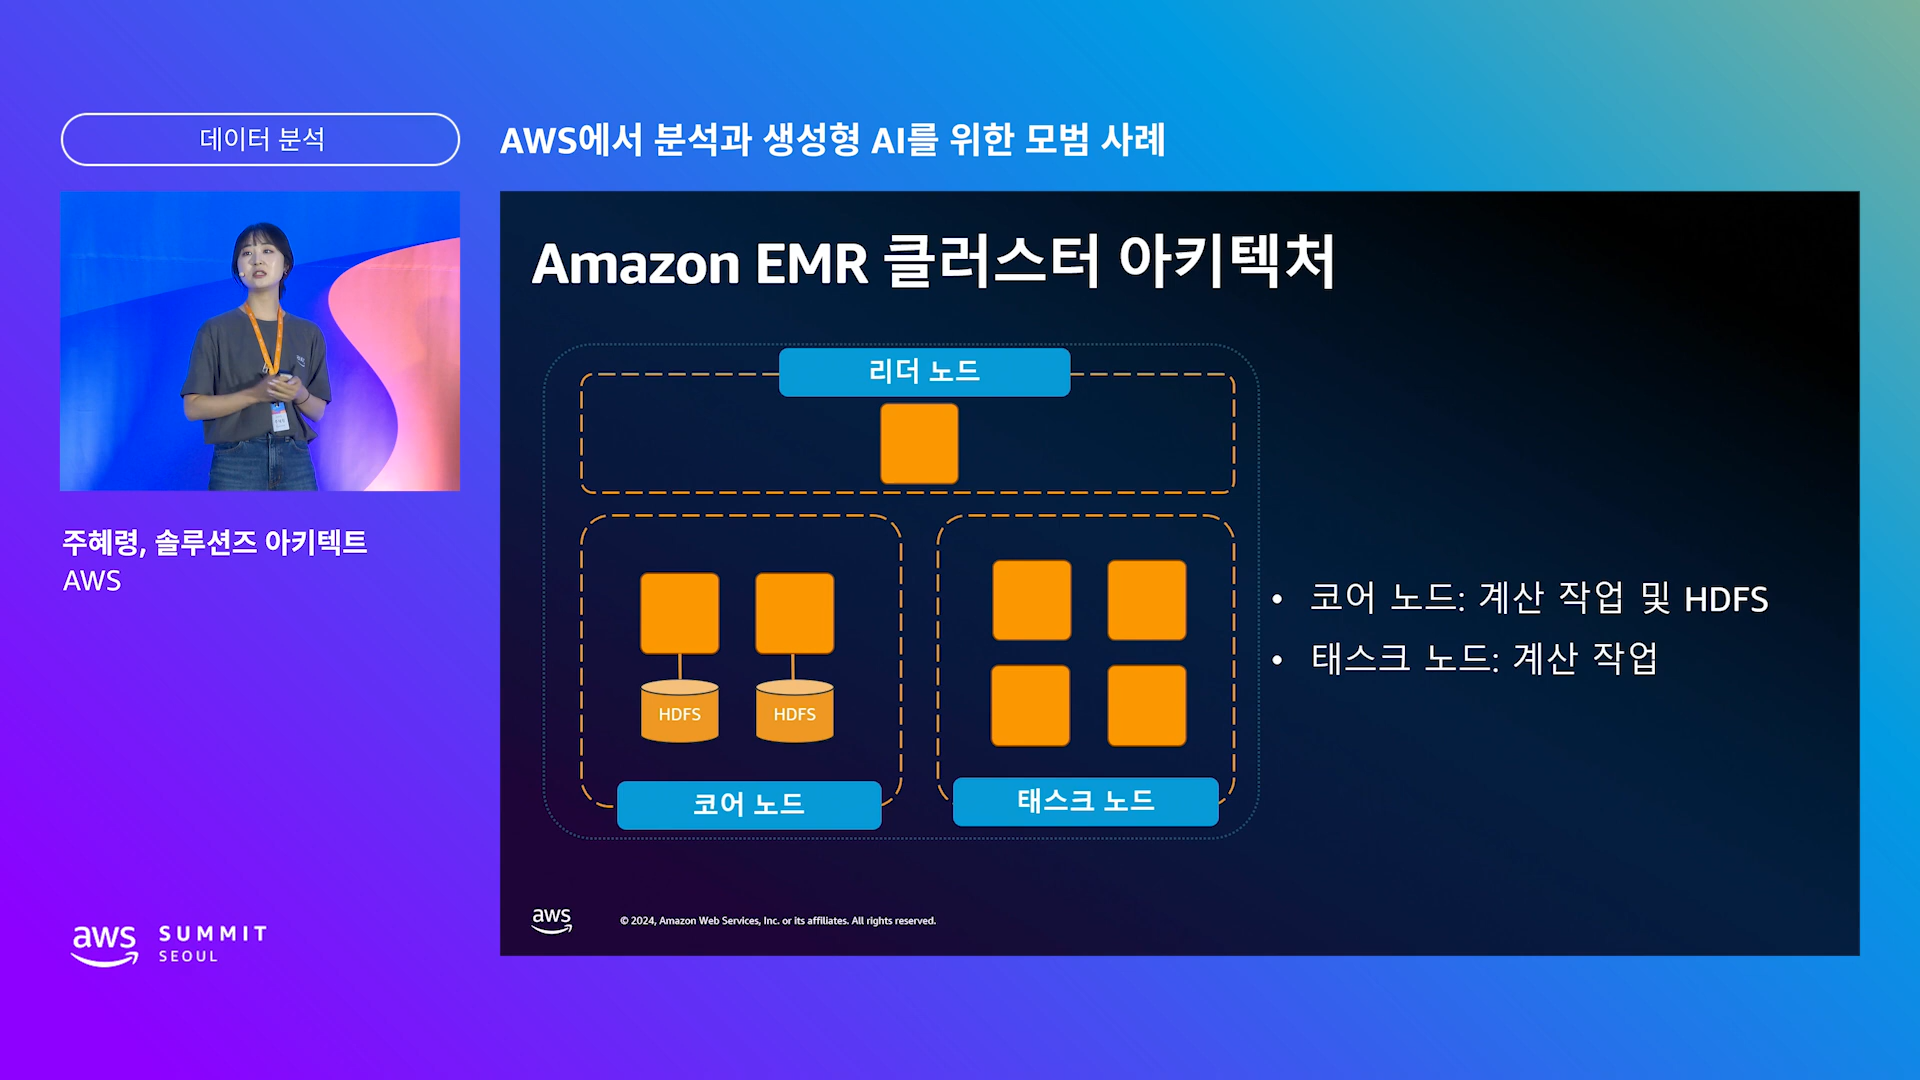 데이터 분석
AWS에서 분석과 생성형 AI를 위한 모범 사례
주혜령, 솔루션즈 아키텍트
AWS
Amazon EMR 클러스터 아키텍처
리더 노드
HDFS
HDFS
코어 노드
태스크 노드
• 코어 노드: 계산 작업 및 HDFS
• 태스크 노드: 계산 작업
aws
© 2024, Amazon Web Services, Inc. or its affiliates. All rights reserved.
aws
SUMMIT
SEOUL